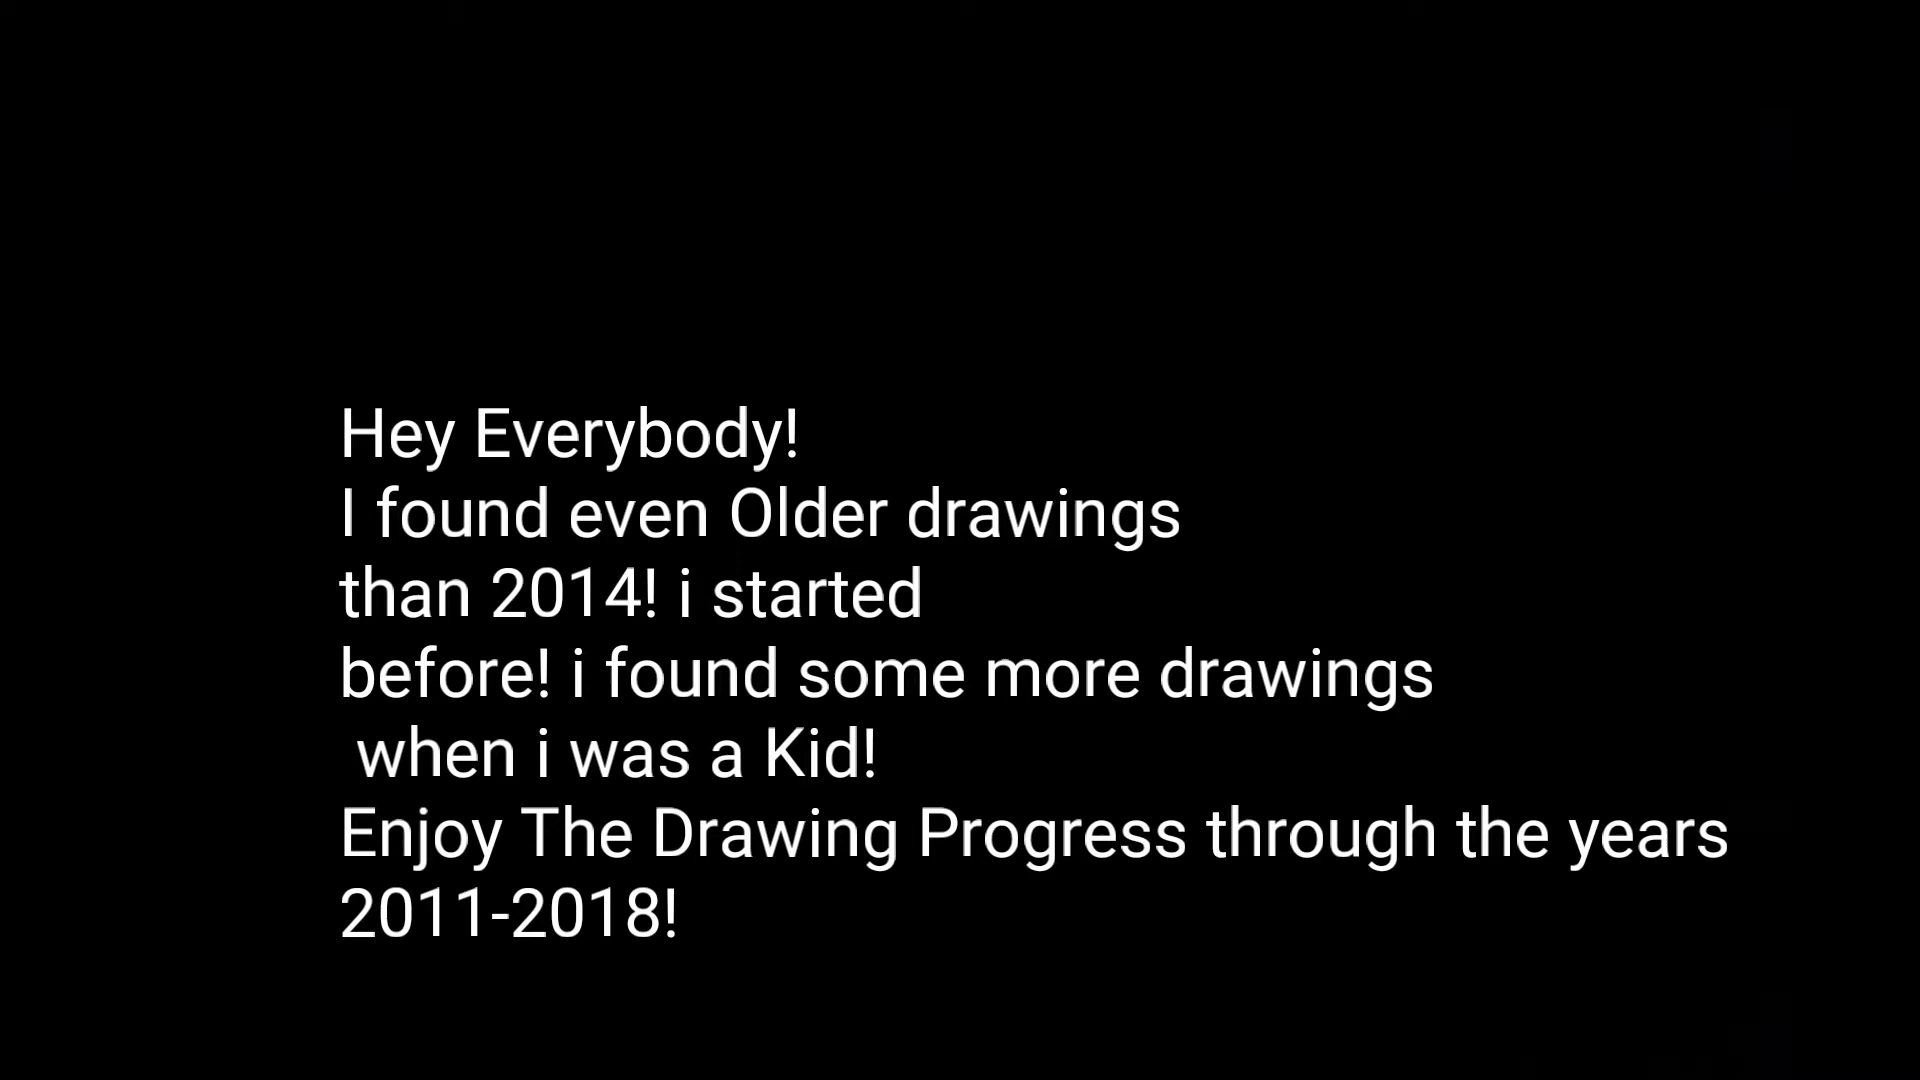 Hey Everybody!
I found even Older drawings
than 2014! i started
before! i found some more drawings
when i was a Kid!
Enjoy The Drawing Progress through the years
2011-2018!